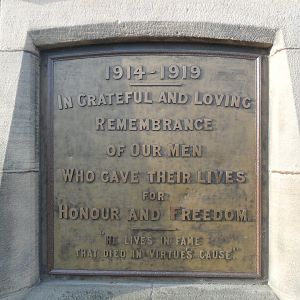 1914-1919
IN GRATEFUL AND LOVING
REMEMBRANCE
OF OUR MEN
WHO GAVE THEIR LIVES
FOR
HONOUR AND FREEDOM
"HE LIVES IN FAME
THAT DIED IN VIRTUE'S CAUSE"